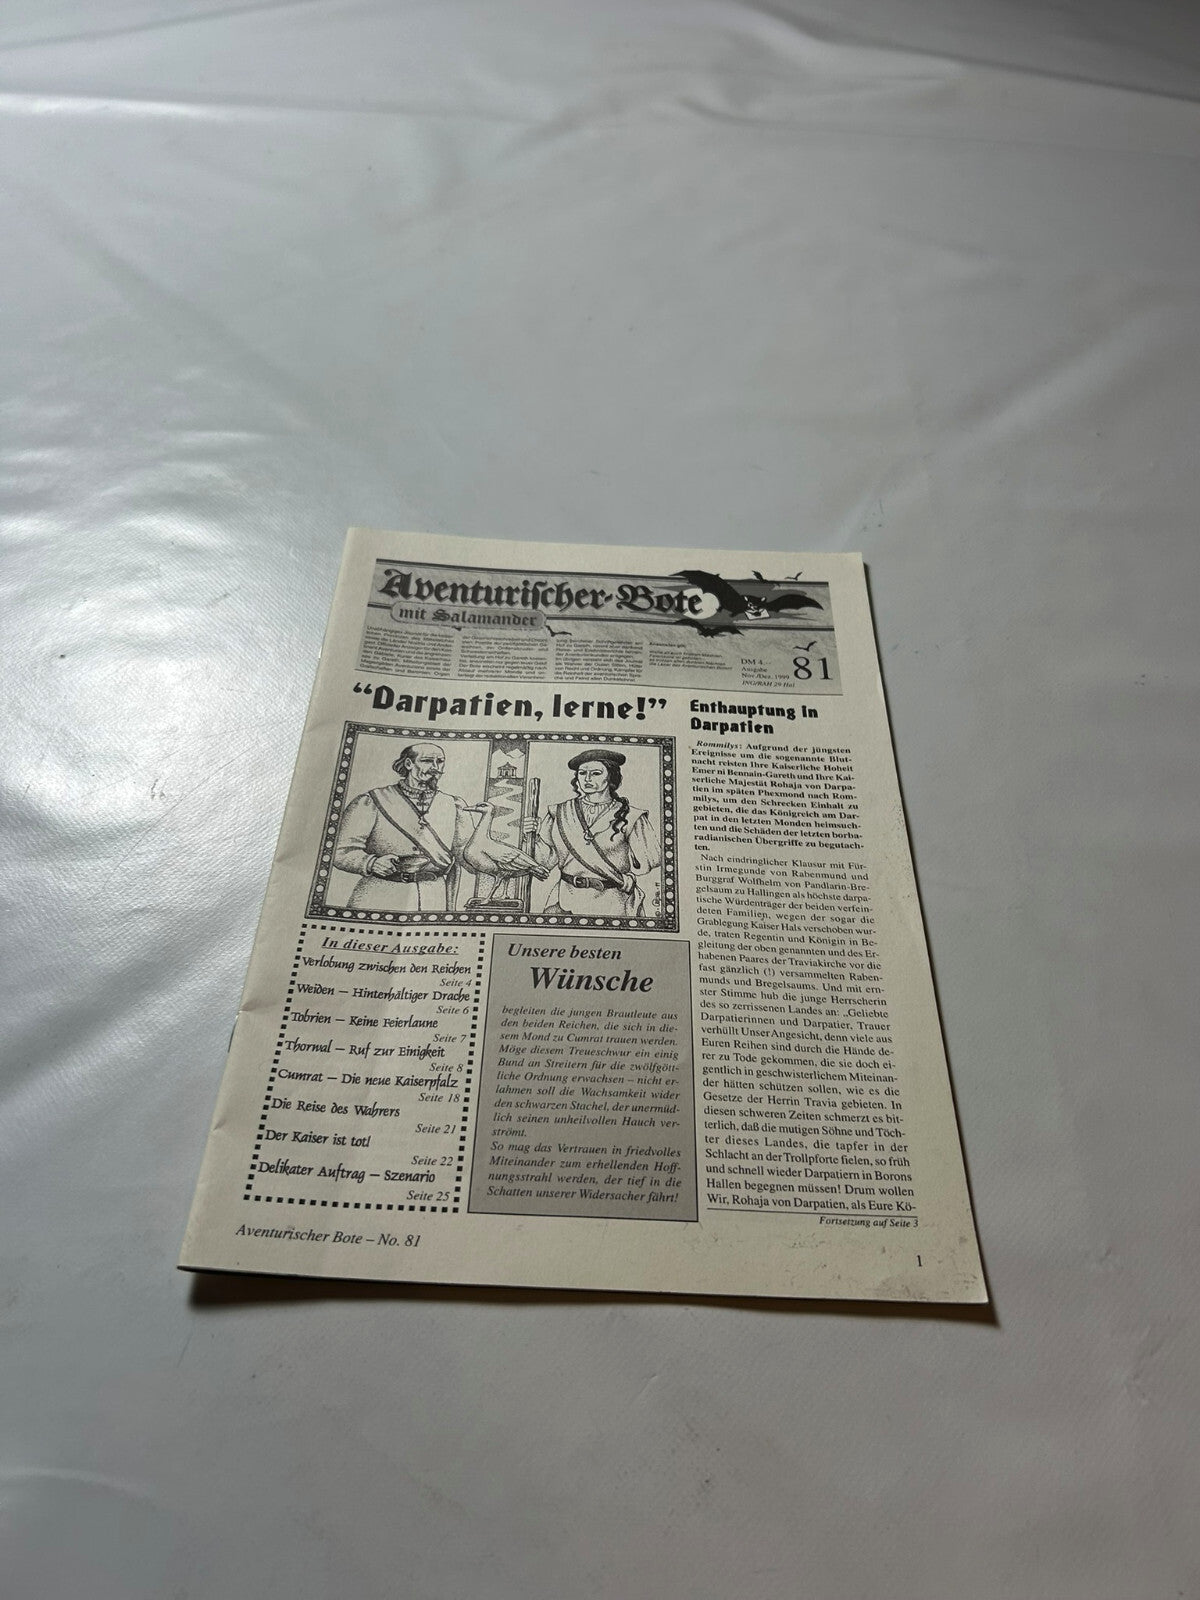 Aventurischer-Bote
mit Salamander
DM 4.--
Ausgabe
Nov./Dez. 1999
ING/RAH 29 Hal
81
“Darpatien, lerne!”
In dieser Ausgabe:
Verlobung zwischen den Reichen
Seite 4
Weiden – Hinterhältiger Drache
Seite 6
Tobrien – Keine Feierlaune
Seite 7
Thorwal – Ruf zur Einigkeit
Seite 8
Cumrat – Die neue Kaiserpfalz
Seite 18
Die Reise des Wahrers
Seite 21
Der Kaiser ist tot!
Seite 22
Delikater Auftrag – Szenario
Seite 25
Unsere besten
Wünsche
begleiten die jungen Brautleute aus
den beiden Reichen, die sich in die-
sem Mond zu Cumrat trauen werden.
Möge diesem Treueschwur ein einig
Bund an Streitern für die zwölfgött-
liche Ordnung erwachsen – nicht er-
lahmen soll die Wachsamkeit wider
den schwarzen Stachel, der unermüd-
lich seinen unheilvollen Hauch ver-
strömt.
So mag das Vertrauen in friedvolles
Miteinander zum erhellenden Hoff-
nungsstrahl werden, der tief in die
Schatten unserer Widersacher fährt!
Enthauptung in
Darpatien
Rommilys: Aufgrund der jüngsten
Ereignisse um die sogenannte Blut-
nacht reisten Ihre Kaiserliche Hoheit
Emer ni Bennain-Gareth und Ihre Kai-
serliche Majestät Rohaja von Darpa-
tien im späten Phexmond nach Rom-
milys, um den Schrecken Einhalt zu
gebieten, die das Königreich am Dar-
pat in den letzten Monden heimsuch-
ten und die Schäden der letzten borba-
radianischen Übergriffe zu begutach-
ten.
Nach eindringlicher Klausur mit Für-
stin Irmegunde von Rabenmund und
Burggraf Wolfhelm von Pandlarin-Bre-
gelsaum zu Hallingen als höchste darpa-
tische Würdenträger der beiden verfein-
deten Familien, wegen der sogar die
Grablegung Kaiser Hals verschoben wur-
de, traten Regentin und Königin in Be-
gleitung der oben genannten und des Er-
habenen Paares der Traviakirche vor die
fast gänzlich (!) versammelten Raben-
munds und Bregelsaums. Und mit ern-
ster Stimme hub die junge Herrscherin
des so zerrissenen Landes an: „Geliebte
Darpatierinnen und Darpatier, Trauer
verhüllt Unser Angesicht, denn viele aus
Euren Reihen sind durch die Hände de-
rer zu Tode gekommen, die sie doch ei-
gentlich in geschwisterlichem Miteinan-
der hätten schützen sollen, wie es die
Gesetze der Herrin Travia gebieten. In
diesen schweren Zeiten schmerzt es bit-
terlich, daß die mutigen Söhne und Töch-
ter dieses Landes, die tapfer in der
Schlacht an der Trollpforte fielen, so früh
und schnell wieder Darpatiern in Borons
Hallen begegnen müssen! Drum wollen
Wir, Rohaja von Darpatien, als Eure Kö-
Fortsetzung auf Seite 3
Aventurischer Bote – No. 81
1